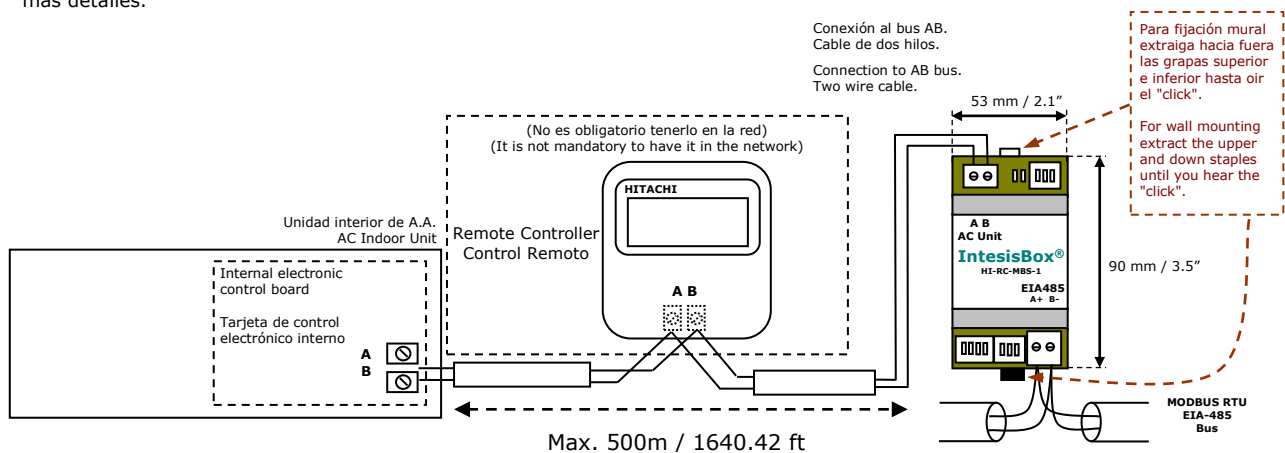 más detalles.
Conexión al bus AB.
Cable de dos hilos.
Connection to AB bus.
Two wire cable.
Para fijación mural
extraiga hacia fuera
las grapas superior
e inferior hasta oir
el "click".
For wall mounting
extract the upper
and down staples
until you hear the
"click".
53 mm / 2.1”
(No es obligatorio tenerlo en la red)
(It is not mandatory to have it in the network)
HITACHI
Unidad interior de A.A.
AC Indoor Unit
Remote Controller
Control Remoto
A B
Internal electronic
control board
Tarjeta de control
electrónico interno
A
B
A B
AC Unit
IntesisBox®
HI-RC-MBS-1
EIA485
A+ B-
90 mm / 3.5”
MODBUS RTU
EIA-485
Bus
Max. 500m / 1640.42 ft